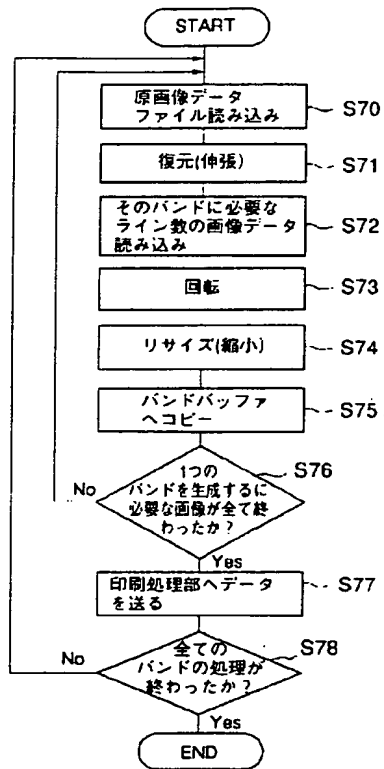 START
原画像データ
ファイル読み込み
S70
復元(伸張)
S71
そのバンドに必要な
ライン数の画像データ
読み込み
S72
回転
S73
リサイズ(縮小)
S74
バンドバッファ
へコピー
S75
1つの
バンドを生成するに
必要な画像が全て終
わったか?
S76
No
Yes
印刷処理部へデータ
を送る
S77
全ての
バンドの処理が
終わったか?
S78
No
Yes
END